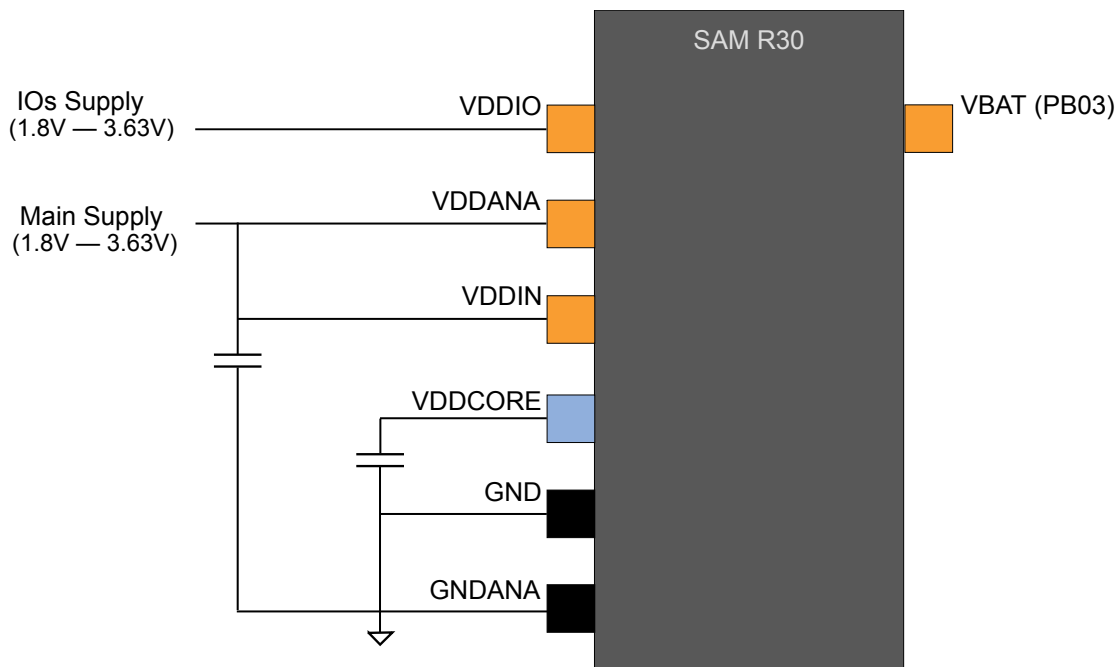 SAM R30
IOs Supply
(1.8V — 3.63V)
VDDIO
VBAT (PB03)
Main Supply
(1.8V — 3.63V)
VDDANA
VDDIN
VDDCORE
GND
GNDANA